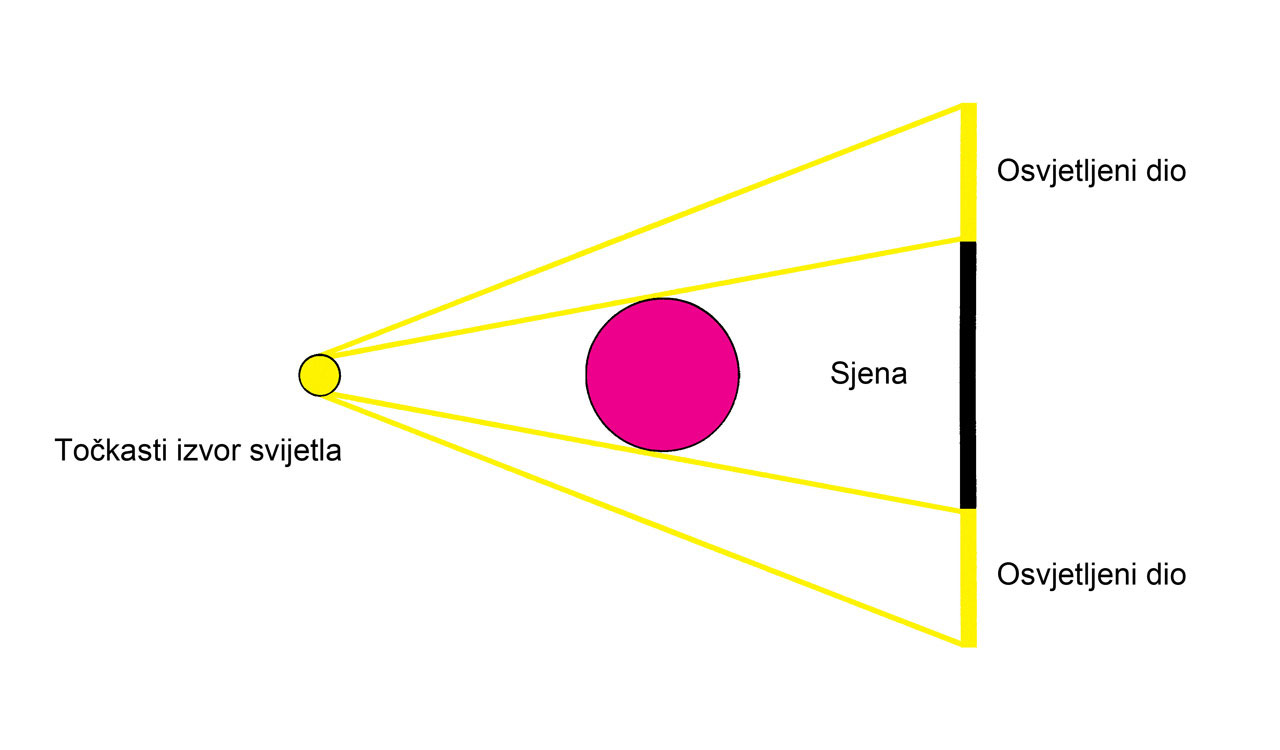 Osvjetljeni dio
Sjena
Točkasti izvor svijetla
Osvjetljeni dio